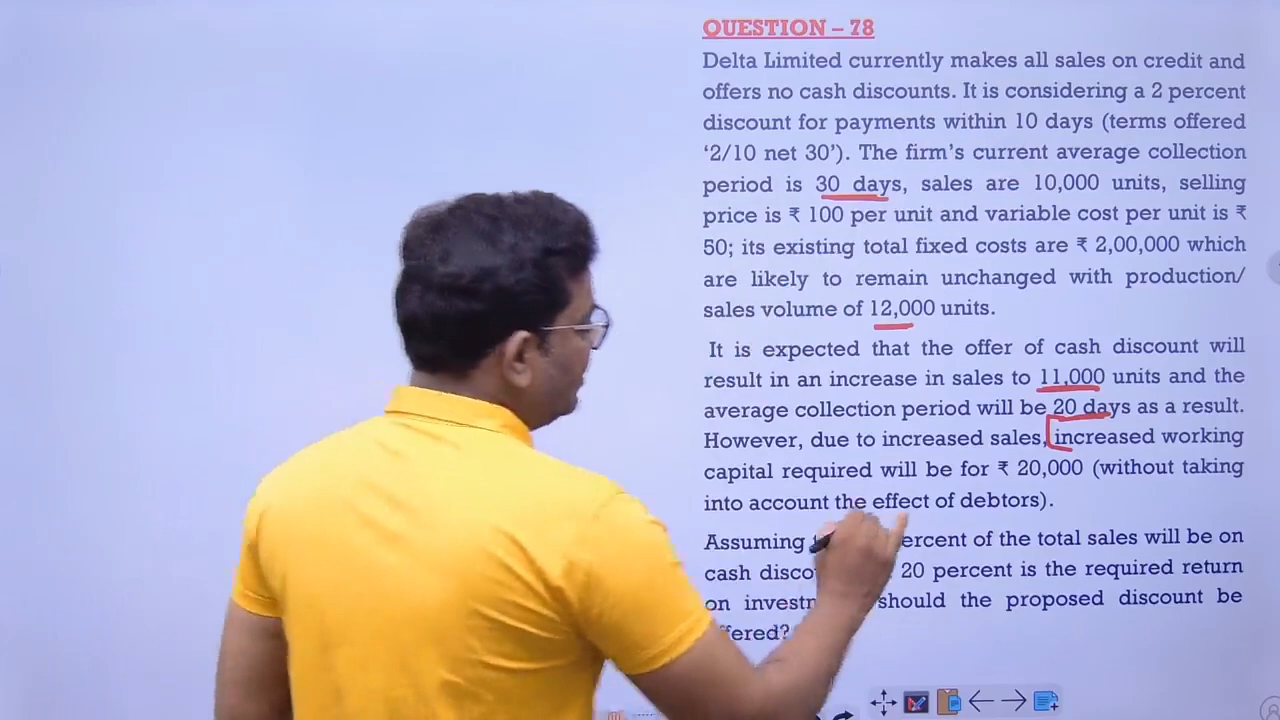 QUESTION – 78
Delta Limited currently makes all sales on credit and
offers no cash discounts. It is considering a 2 percent
discount for payments within 10 days (terms offered
‘2/10 net 30’). The firm’s current average collection
period is 30 days, sales are 10,000 units, selling
price is ₹ 100 per unit and variable cost per unit is ₹
50; its existing total fixed costs are ₹ 2,00,000 which
are likely to remain unchanged with production/
sales volume of 12,000 units.
It is expected that the offer of cash discount will
result in an increase in sales to 11,000 units and the
average collection period will be 20 days as a result.
However, due to increased sales, increased working
capital required will be for ₹ 20,000 (without taking
into account the effect of debtors).
Assuming ercent of the total sales will be on
cash disco 20 percent is the required return
on investn should the proposed discount be
fered?